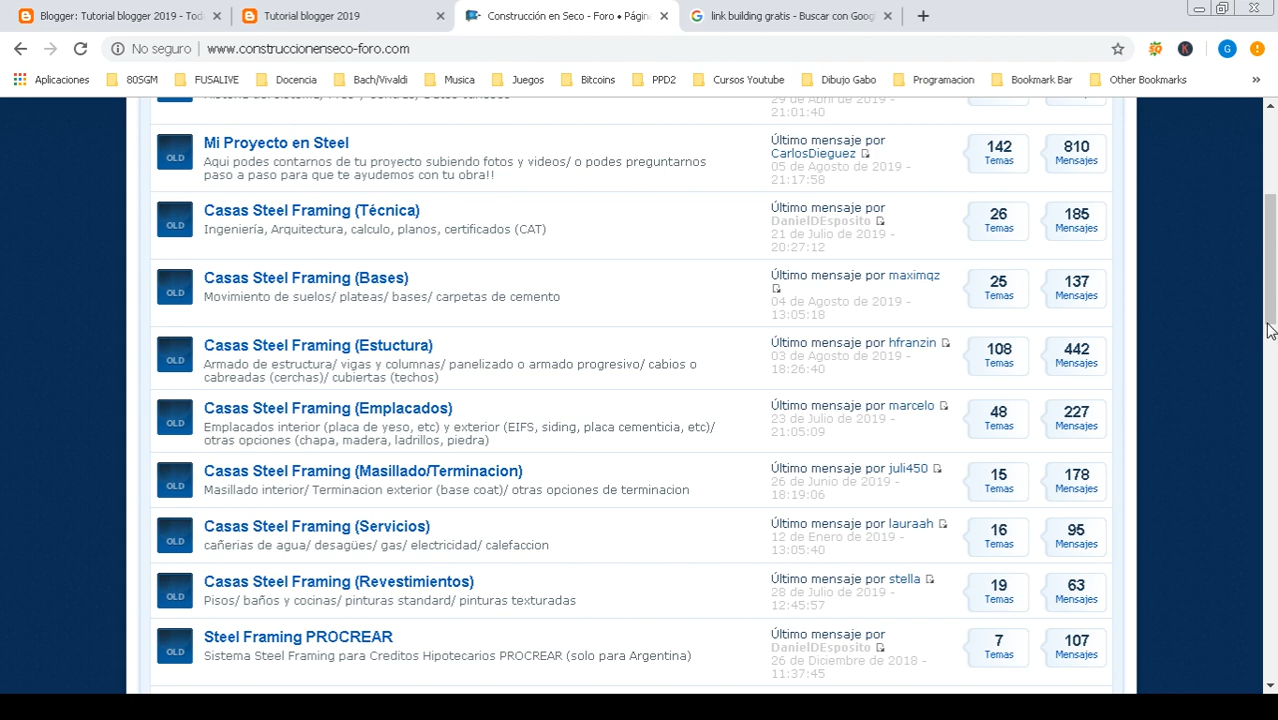 Blogger: Tutorial blogger 2019 - Tod
Tutorial blogger 2019
Construcción en Seco - Foro • Págin
link building gratis - Buscar con Goog
No seguro
www.construccionenseco-foro.com
Aplicaciones
80SGM
FUSALIVE
Docencia
Bach/Vivaldi
Musica
Juegos
Bitcoins
PPD2
Cursos Youtube
Dibujo Gabo
Programacion
Bookmark Bar
Other Bookmarks
29 de Abril de 2019 -
21:01:40
Temas
Mensajes
OLD
Mi Proyecto en Steel
Aqui podes contarnos de tu proyecto subiendo fotos y videos/ o podes preguntarnos
paso a paso para que te ayudemos con tu obra!!
Último mensaje por
CarlosDieguez
05 de Agosto de 2019 -
21:17:58
142
Temas
810
Mensajes
OLD
Casas Steel Framing (Técnica)
Ingeniería, Arquitectura, calculo, planos, certificados (CAT)
Último mensaje por
DanielDEsposito
21 de Julio de 2019 -
20:27:12
26
Temas
185
Mensajes
OLD
Casas Steel Framing (Bases)
Movimiento de suelos/ plateas/ bases/ carpetas de cemento
Último mensaje por maximqz
04 de Agosto de 2019 -
13:05:18
25
Temas
137
Mensajes
OLD
Casas Steel Framing (Estuctura)
Armado de estructura/ vigas y columnas/ panelizado o armado progresivo/ cabios o
cabreadas (cerchas)/ cubiertas (techos)
Último mensaje por hfranzin
03 de Agosto de 2019 -
18:26:40
108
Temas
442
Mensajes
OLD
Casas Steel Framing (Emplacados)
Emplacados interior (placa de yeso, etc) y exterior (EIFS, siding, placa cementicia, etc)/
otras opciones (chapa, madera, ladrillos, piedra)
Último mensaje por marcelo
23 de Julio de 2019 -
21:05:09
48
Temas
227
Mensajes
OLD
Casas Steel Framing (Masillado/Terminacion)
Masillado interior/ Terminacion exterior (base coat)/ otras opciones de terminacion
Último mensaje por juli450
26 de Junio de 2019 -
18:19:06
15
Temas
178
Mensajes
OLD
Casas Steel Framing (Servicios)
cañerias de agua/ desagües/ gas/ electricidad/ calefaccion
Último mensaje por lauraah
12 de Enero de 2019 -
13:05:40
16
Temas
95
Mensajes
OLD
Casas Steel Framing (Revestimientos)
Pisos/ baños y cocinas/ pinturas standard/ pinturas texturadas
Último mensaje por stella
28 de Julio de 2019 -
12:45:57
19
Temas
63
Mensajes
OLD
Steel Framing PROCREAR
Sistema Steel Framing para Creditos Hipotecarios PROCREAR (solo para Argentina)
Último mensaje por
DanielDEsposito
26 de Diciembre de 2018 -
11:37:45
7
Temas
107
Mensajes